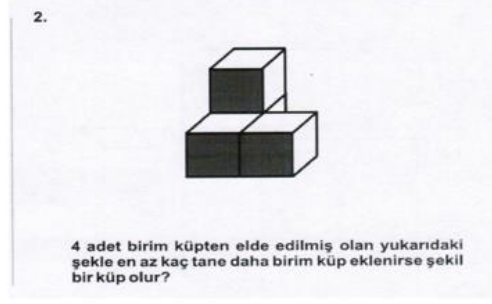 2.
4 adet birim küpten elde edilmiş olan yukarıdaki
şekle en az kaç tane daha birim küp eklenirse şekil
bir küp olur?